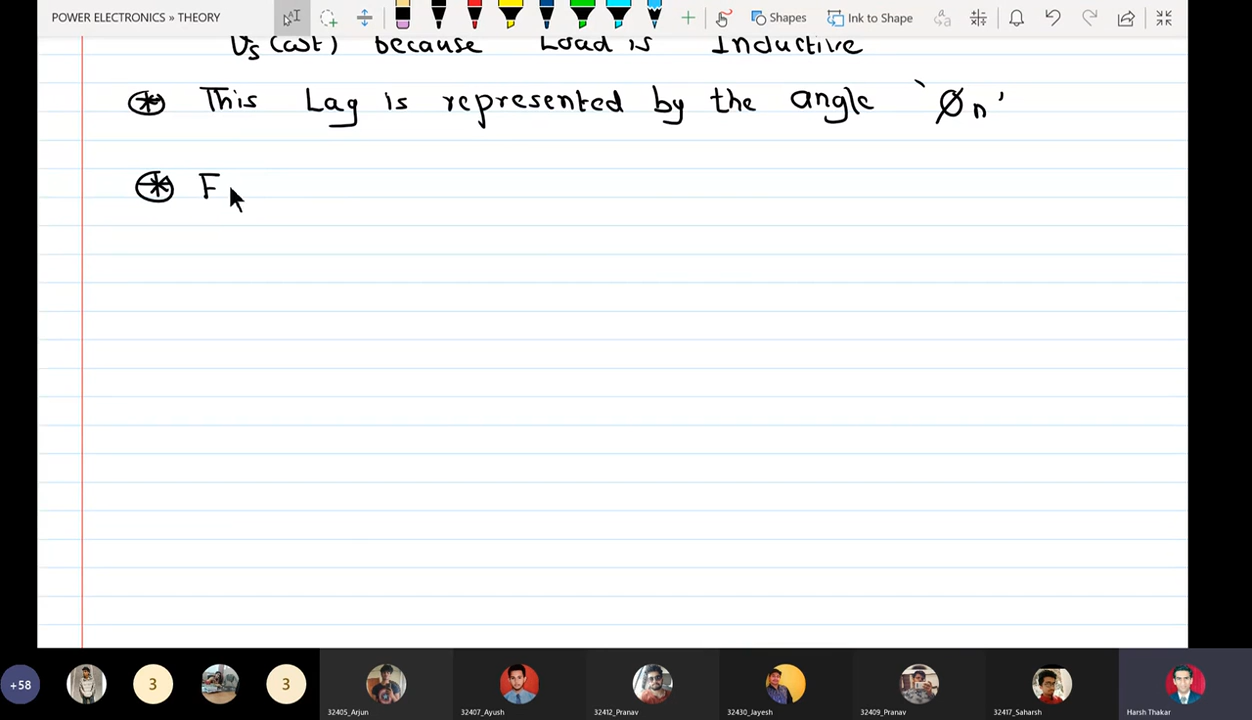 POWER ELECTRONICS » THEORY
Shapes
Ink to Shape
Us (ωt) because Load is Inductive
This Lag is represented by the angle `Øn'
F
+58
3
3
32405_Arjun
32407_Ayush
32412_Pranav
32430_Jayesh
32409_Pranav
32417_Saharsh
Harsh Thakar